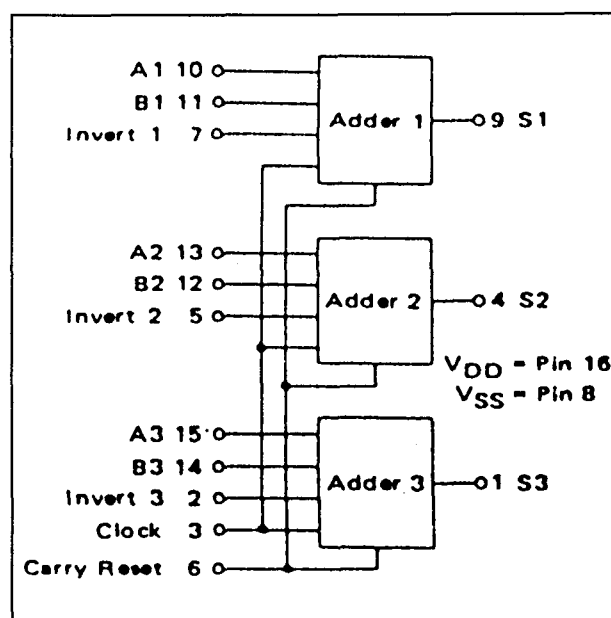 A1 10
B1 11
Invert 1 7
Adder 1
9 S1
A2 13
B2 12
Invert 2 5
Adder 2
4 S2
VDD = Pin 16
VSS = Pin 8
A3 15
B3 14
Invert 3 2
Clock 3
Carry Reset 6
Adder 3
1 S3